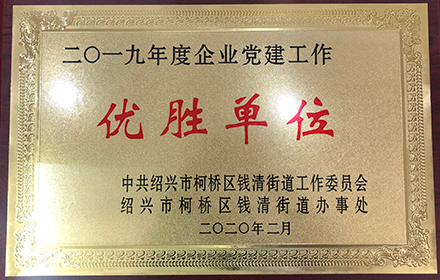 二〇一九年度企业党建工作
优胜单位
中共绍兴市柯桥区钱清街道工作委员会
绍兴市柯桥区钱清街道办事处
二〇二〇年二月